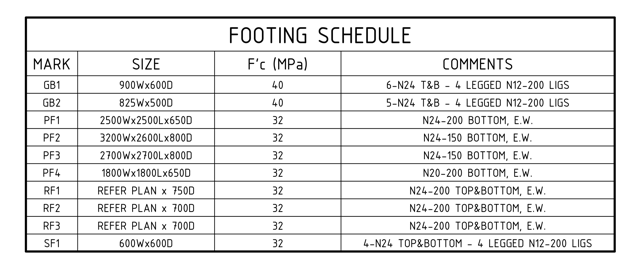 FOOTING SCHEDULE
MARK SIZE F'c (MPa) COMMENTS
GB1 900Wx600D 40 6-N24 T&B - 4 LEGGED N12-200 LIGS
GB2 825Wx500D 40 5-N24 T&B - 4 LEGGED N12-200 LIGS
PF1 2500Wx2500Lx650D 32 N24-200 BOTTOM, E.W.
PF2 3200Wx2600Lx800D 32 N24-150 BOTTOM, E.W.
PF3 2700Wx2700Lx800D 32 N24-150 BOTTOM, E.W.
PF4 1800Wx1800Lx650D 32 N20-200 BOTTOM, E.W.
RF1 REFER PLAN x 750D 32 N24-200 TOP&BOTTOM, E.W.
RF2 REFER PLAN x 700D 32 N24-200 TOP&BOTTOM, E.W.
RF3 REFER PLAN x 700D 32 N24-200 TOP&BOTTOM, E.W.
SF1 600Wx600D 32 4-N24 TOP&BOTTOM - 4 LEGGED N12-200 LIGS